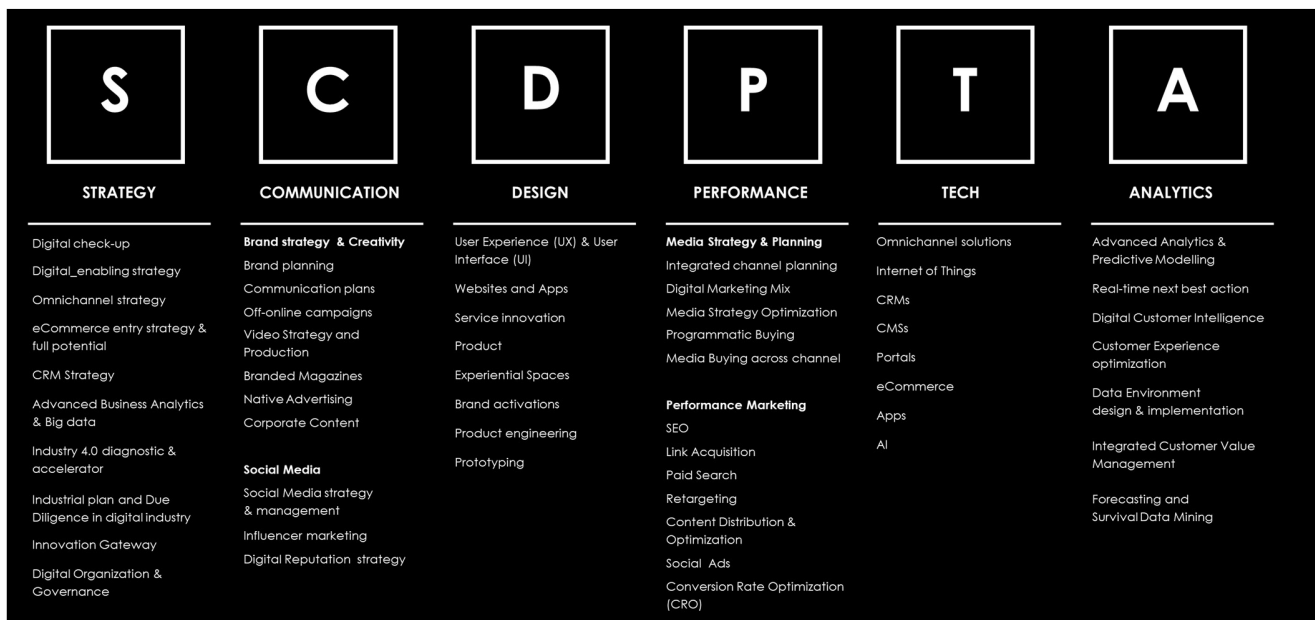 S
STRATEGY
Digital check-up
Digital_enabling strategy
Omnichannel strategy
eCommerce entry strategy &
full potential
CRM Strategy
Advanced Business Analytics
& Big data
Industry 4.0 diagnostic &
accelerator
Industrial plan and Due
Diligence in digital industry
Innovation Gateway
Digital Organization &
Governance
C
COMMUNICATION
Brand strategy & Creativity
Brand planning
Communication plans
Off-online campaigns
Video Strategy and
Production
Branded Magazines
Native Advertising
Corporate Content
Social Media
Social Media strategy
& management
Influencer marketing
Digital Reputation strategy
D
DESIGN
User Experience (UX) & User
Interface (UI)
Websites and Apps
Service innovation
Product
Experiential Spaces
Brand activations
Product engineering
Prototyping
P
PERFORMANCE
Media Strategy & Planning
Integrated channel planning
Digital Marketing Mix
Media Strategy Optimization
Programmatic Buying
Media Buying across channel
Performance Marketing
SEO
Link Acquisition
Paid Search
Retargeting
Content Distribution &
Optimization
Social Ads
Conversion Rate Optimization
(CRO)
T
TECH
Omnichannel solutions
Internet of Things
CRMs
CMSs
Portals
eCommerce
Apps
AI
A
ANALYTICS
Advanced Analytics &
Predictive Modelling
Real-time next best action
Digital Customer Intelligence
Customer Experience
optimization
Data Environment
design & implementation
Integrated Customer Value
Management
Forecasting and
Survival Data Mining